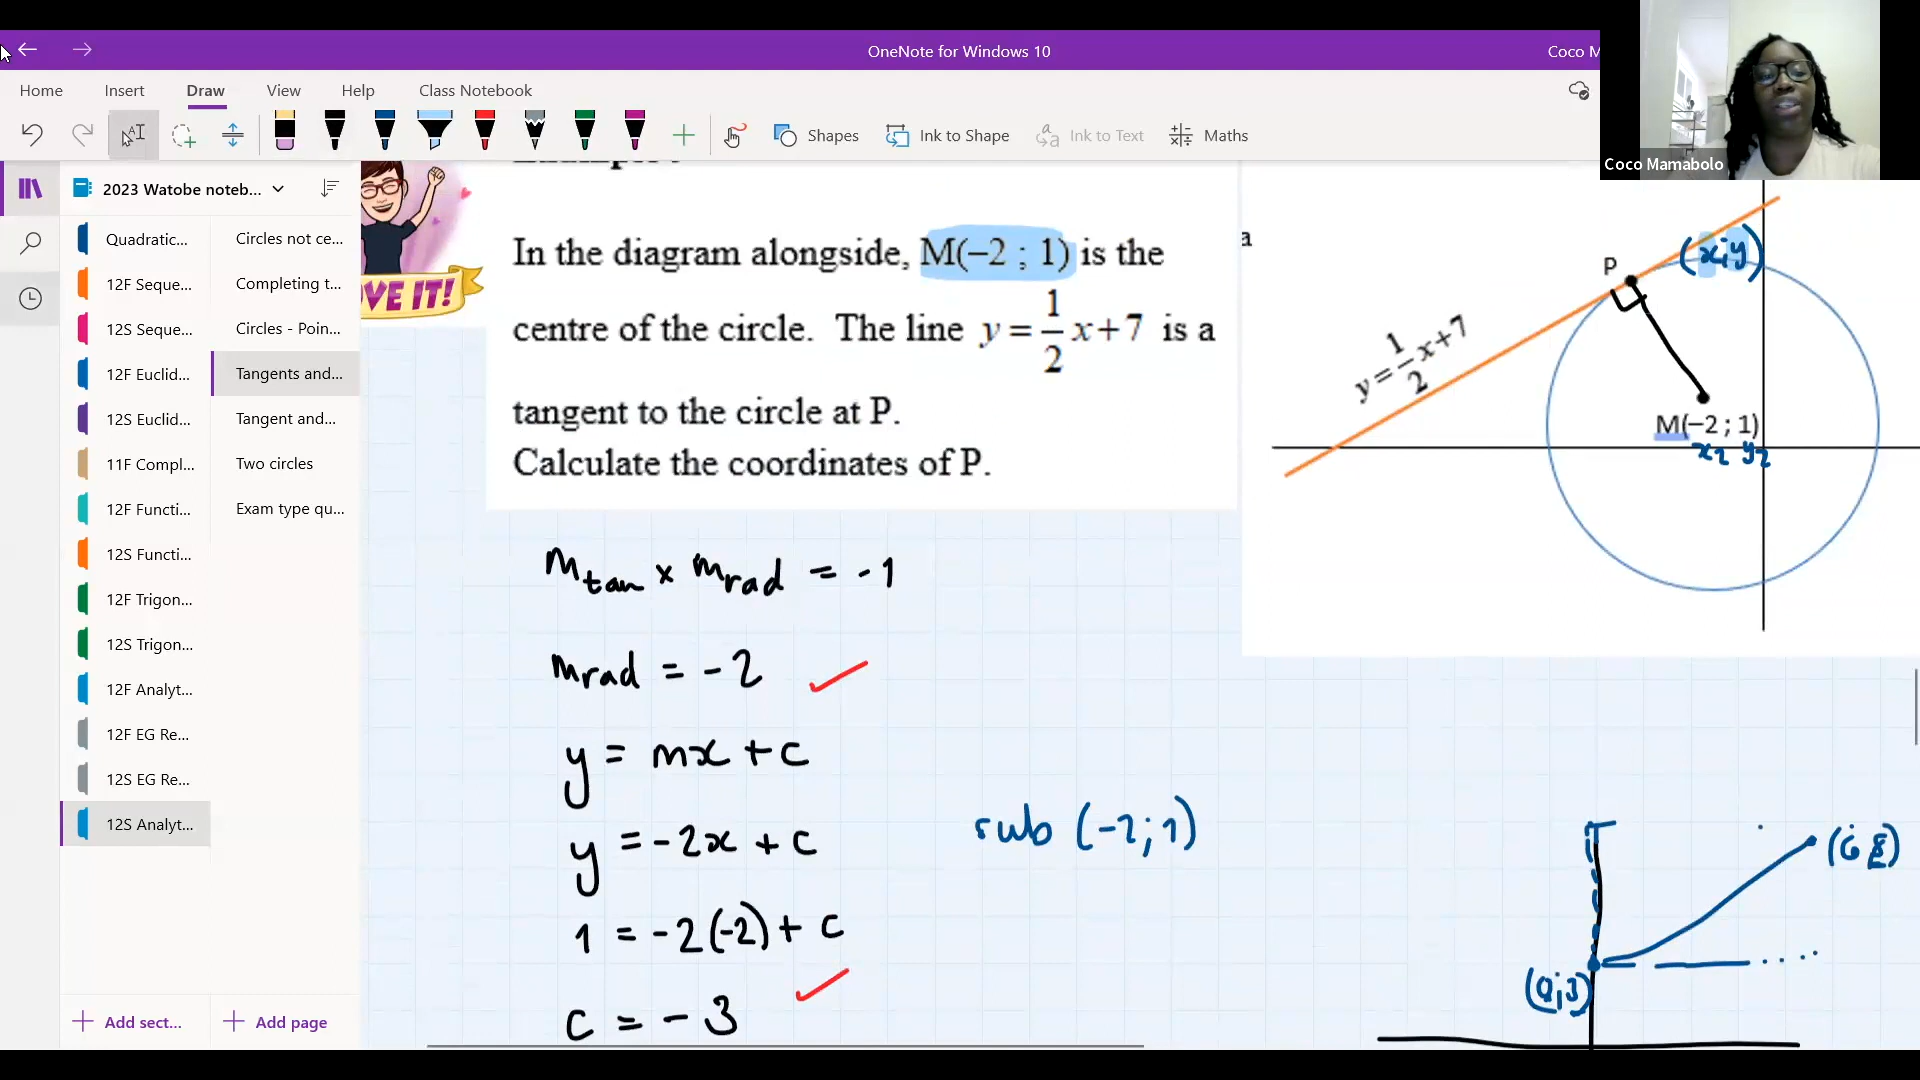 OneNote for Windows 10
Coco M
Home Insert Draw View Help Class Notebook
Shapes Ink to Shape Ink to Text Maths
Coco Mamabolo
2023 Watobe noteb...
Quadratic...
12F Seque...
12S Seque...
12F Euclid...
12S Euclid...
11F Compl...
12F Functi...
12S Functi...
12F Trigon...
12S Trigon...
12F Analyt...
12F EG Re...
12S EG Re...
12S Analyt...
Add sect...
Circles not ce...
Completing t...
Circles - Poin...
Tangents and...
Tangent and...
Two circles
Exam type qu...
Add page
VE IT!
In the diagram alongside, M(−2 ; 1) is the
centre of the circle. The line y = 1/2 x + 7 is a
tangent to the circle at P.
Calculate the coordinates of P.
a
P
(x;y)
y = 1/2 x + 7
M(−2 ; 1)
x2 y2
mtan × mrad = -1
mrad = -2
y = mx + c
y = -2x + c
sub (-2;1)
1 = -2(-2) + c
c = -3